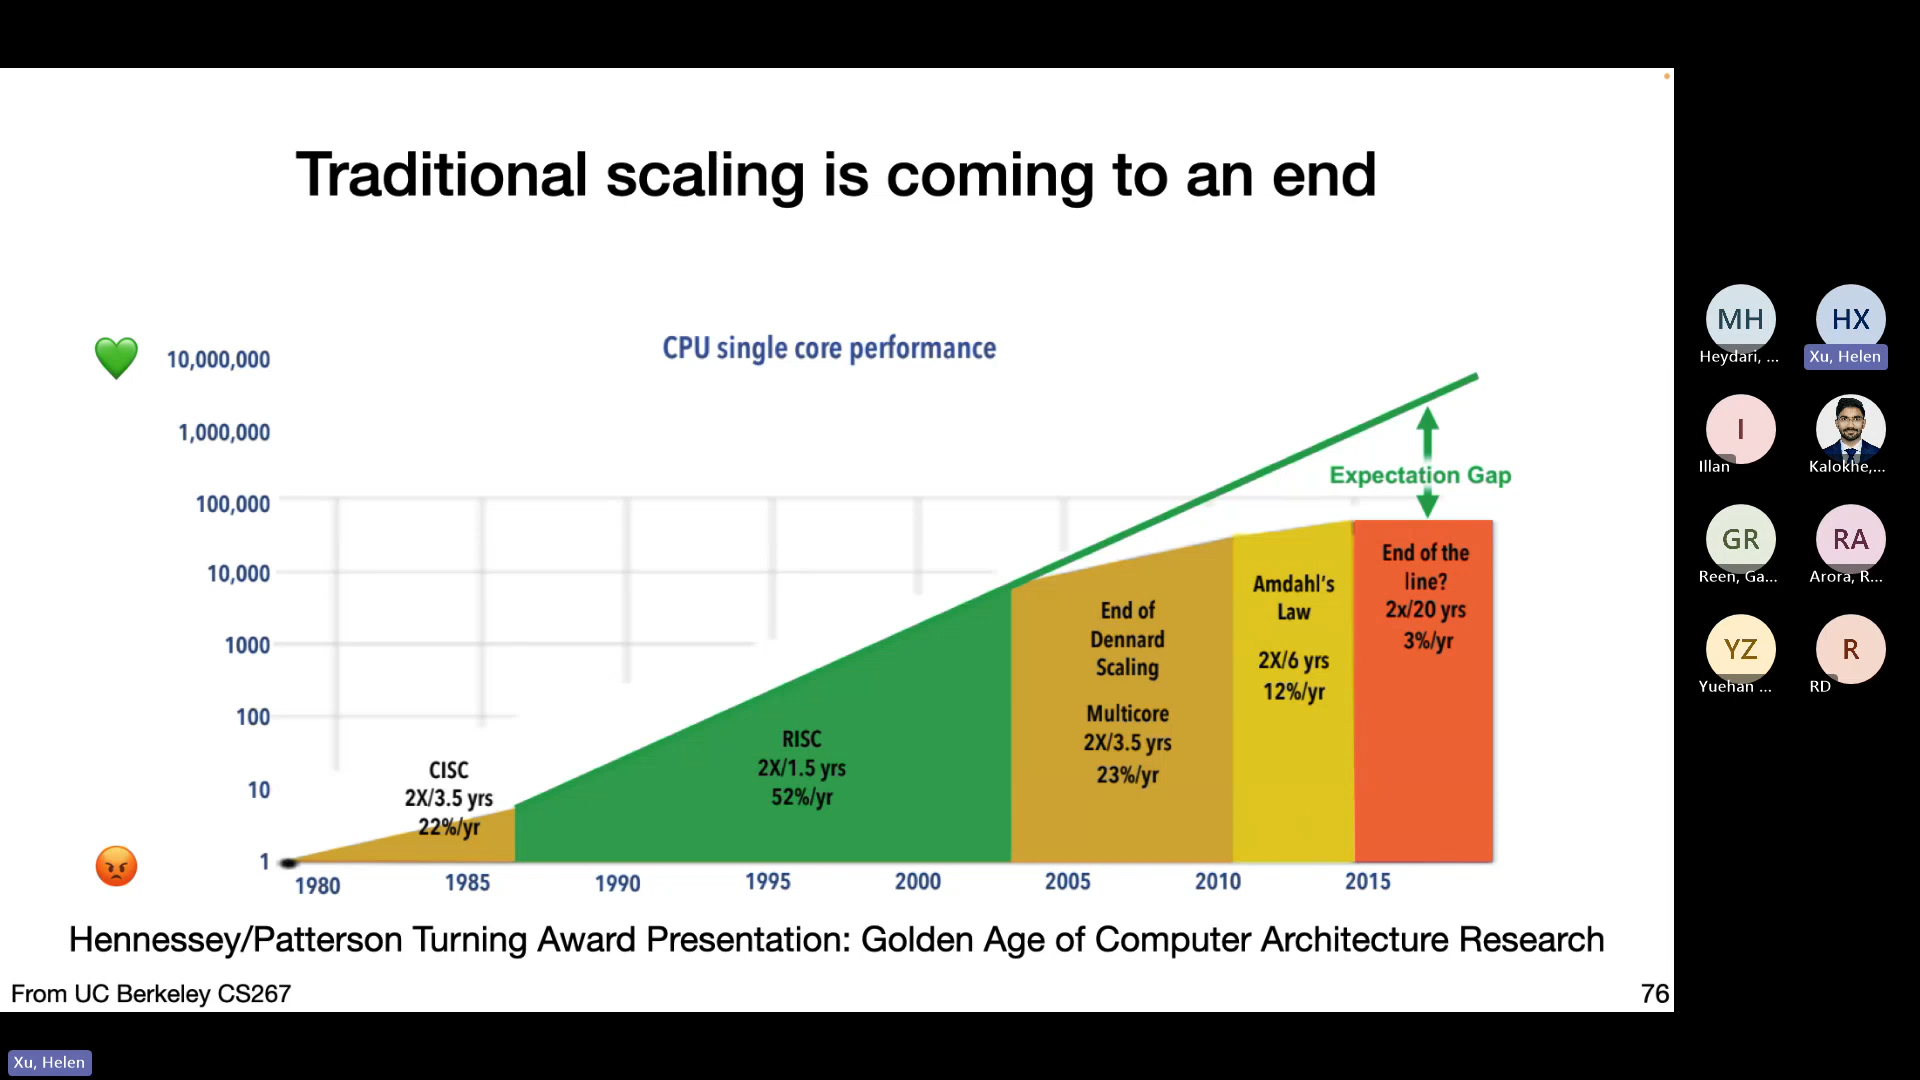 Traditional scaling is coming to an end
CPU single core performance
10,000,000
1,000,000
100,000
10,000
1000
100
10
1
Expectation Gap
CISC
2X/3.5 yrs
22%/yr
RISC
2X/1.5 yrs
52%/yr
End of
Dennard
Scaling
Multicore
2X/3.5 yrs
23%/yr
Amdahl's
Law
2X/6 yrs
12%/yr
End of the
line?
2x/20 yrs
3%/yr
1980
1985
1990
1995
2000
2005
2010
2015
Hennessey/Patterson Turning Award Presentation: Golden Age of Computer Architecture Research
From UC Berkeley CS267
76
MH
Heydari, ...
HX
Xu, Helen
I
Illan
Kalokhe,...
GR
Reen, Ga...
RA
Arora, R...
YZ
Yuehan ...
R
RD
Xu, Helen